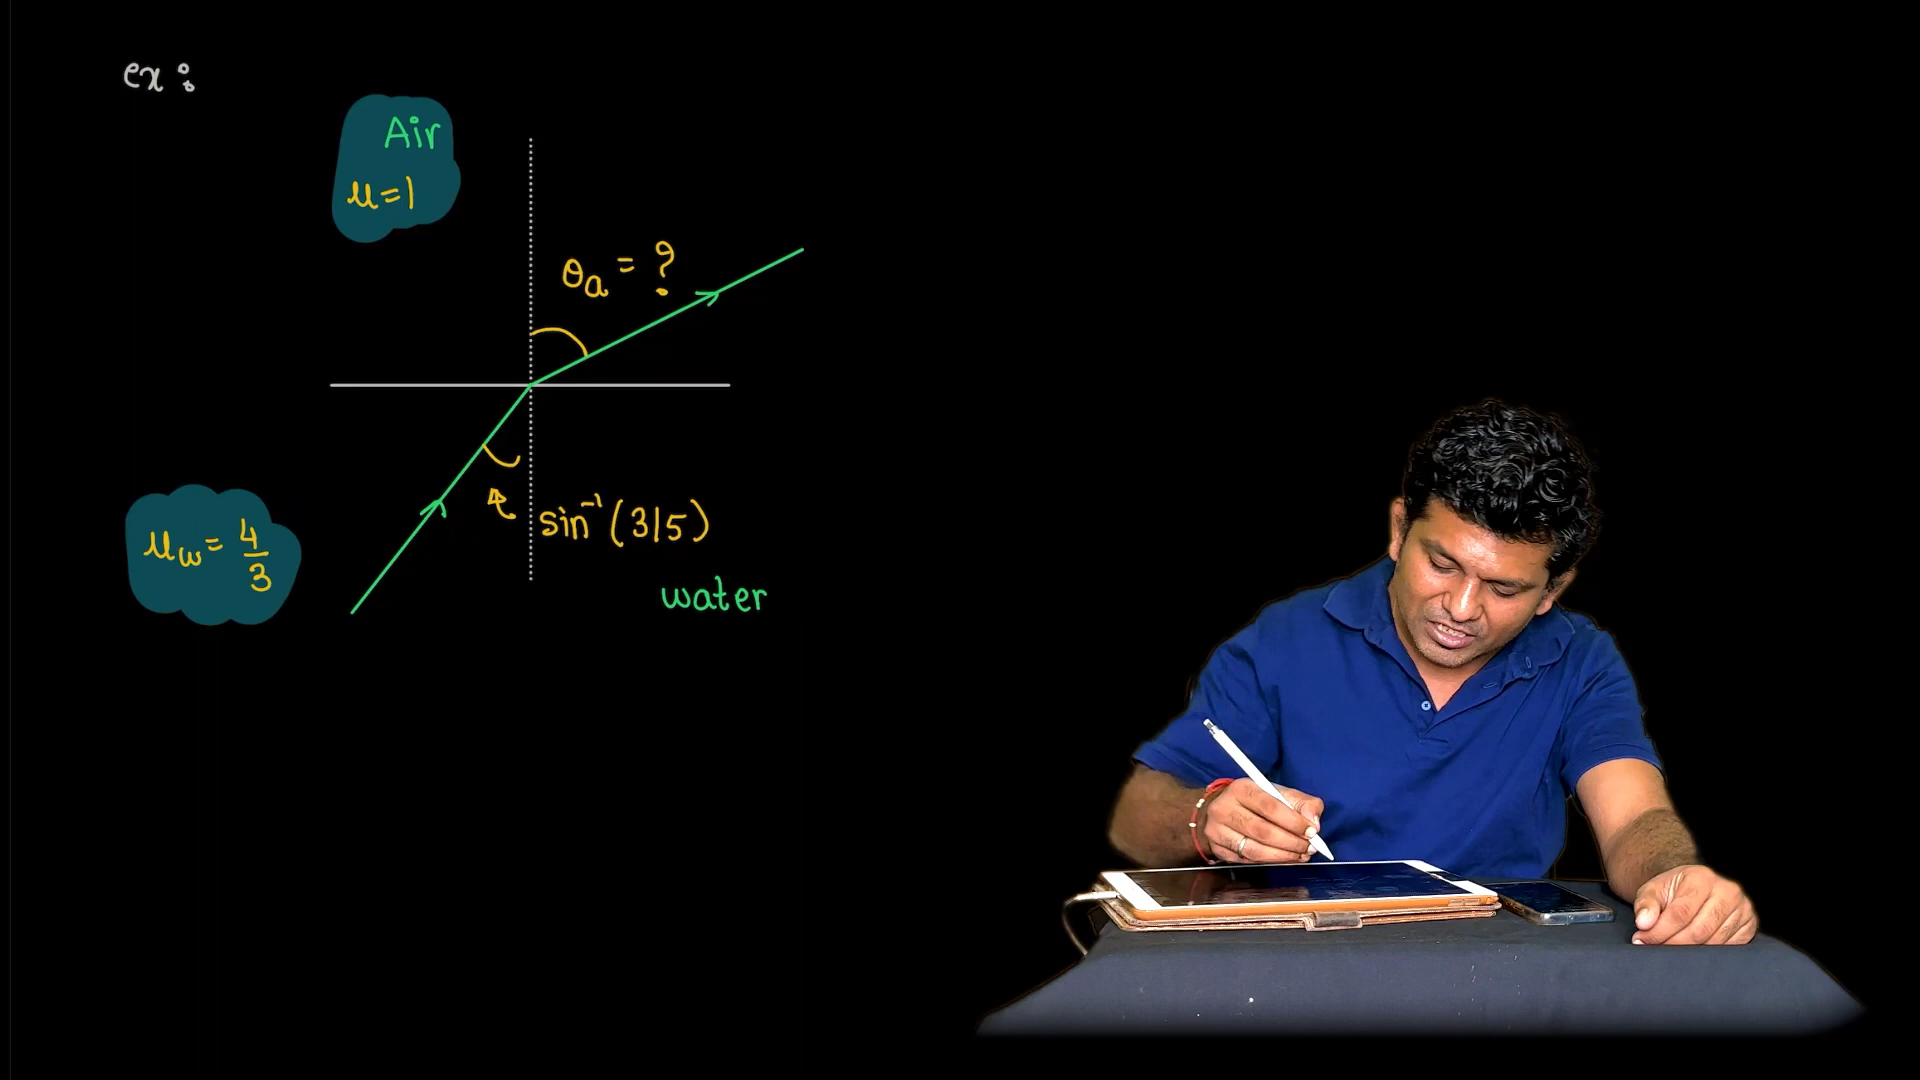 ex :
Air
μ=1
θa = ?
sin⁻¹(3/5)
μw = 4/3
water